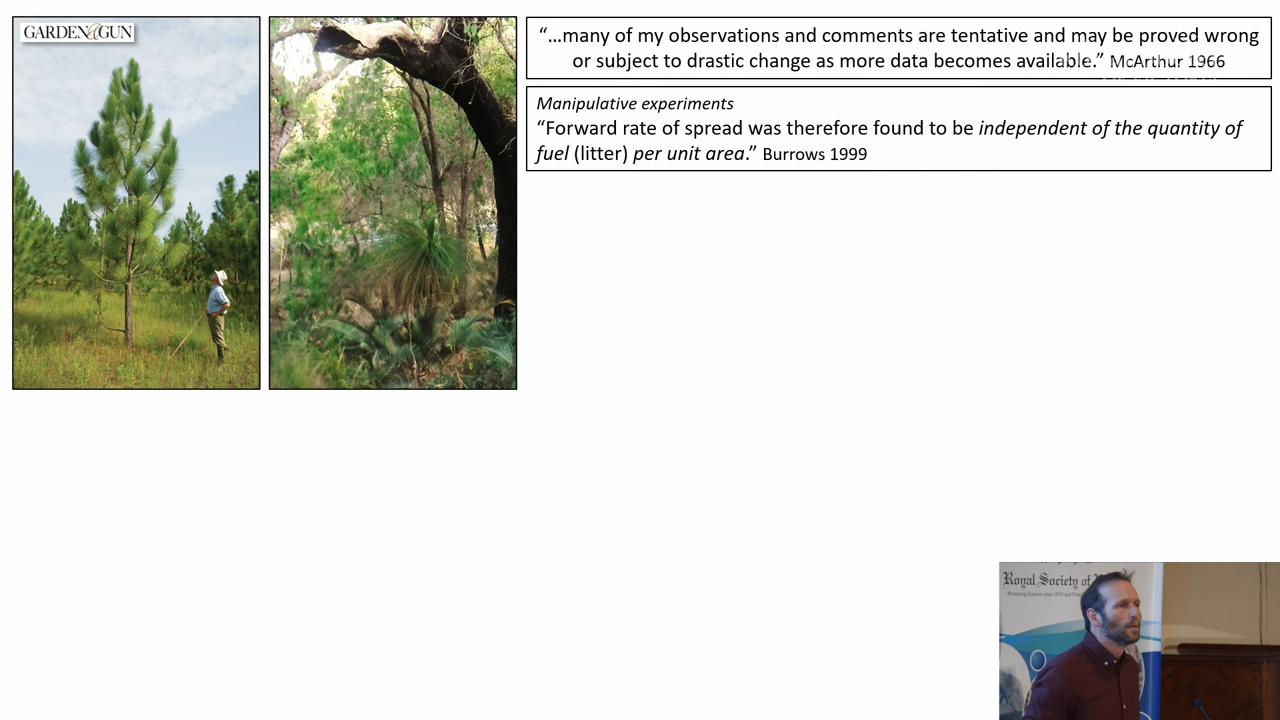 GARDEN & GUN
“…many of my observations and comments are tentative and may be proved wrong
or subject to drastic change as more data becomes available.” McArthur 1966
Manipulative experiments
“Forward rate of spread was therefore found to be independent of the quantity of
fuel (litter) per unit area.” Burrows 1999
Royal Society of